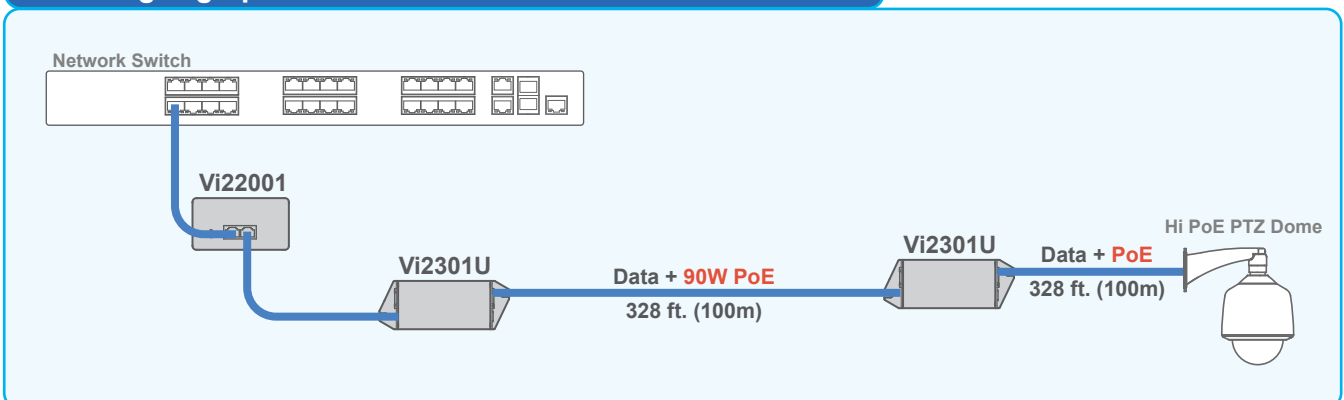 Network Switch
Vi22001
Vi2301U
Data + 90W PoE
328 ft. (100m)
Vi2301U
Data + PoE
328 ft. (100m)
Hi PoE PTZ Dome